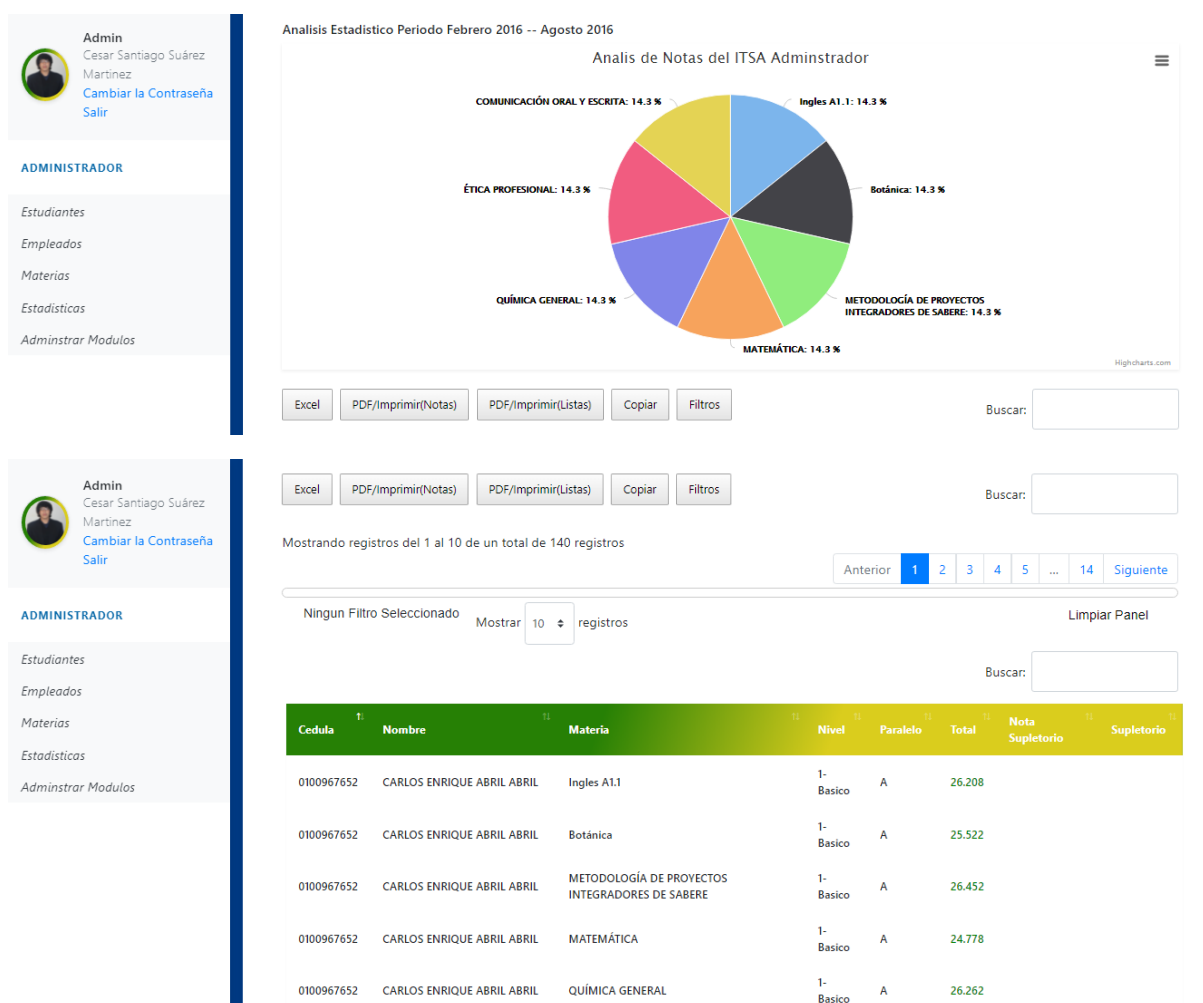 Admin
Cesar Santiago Suárez
Martinez
Cambiar la Contraseña
Salir
ADMINISTRADOR
Estudiantes
Empleados
Materias
Estadisticas
Adminstrar Modulos
Analisis Estadistico Periodo Febrero 2016 -- Agosto 2016
Analis de Notas del ITSA Adminstrador
COMUNICACIÓN ORAL Y ESCRITA: 14.3 %
Ingles A1.1: 14.3 %
ÉTICA PROFESIONAL: 14.3 %
Botánica: 14.3 %
QUÍMICA GENERAL: 14.3 %
METODOLOGÍA DE PROYECTOS
INTEGRADORES DE SABERE: 14.3 %
MATEMÁTICA: 14.3 %
Highcharts.com
Excel PDF/Imprimir(Notas) PDF/Imprimir(Listas) Copiar Filtros
Buscar:
Admin
Cesar Santiago Suárez
Martinez
Cambiar la Contraseña
Salir
ADMINISTRADOR
Estudiantes
Empleados
Materias
Estadisticas
Adminstrar Modulos
Excel PDF/Imprimir(Notas) PDF/Imprimir(Listas) Copiar Filtros
Buscar:
Mostrando registros del 1 al 10 de un total de 140 registros
Anterior 1 2 3 4 5 ... 14 Siguiente
Ningun Filtro Seleccionado Mostrar 10 registros Limpiar Panel
Buscar:
Cedula Nombre Materia Nivel Paralelo Total Nota Supletorio Supletorio
0100967652 CARLOS ENRIQUE ABRIL ABRIL Ingles A1.1 1-Basico A 26.208
0100967652 CARLOS ENRIQUE ABRIL ABRIL Botánica 1-Basico A 25.522
0100967652 CARLOS ENRIQUE ABRIL ABRIL METODOLOGÍA DE PROYECTOS INTEGRADORES DE SABERE 1-Basico A 26.452
0100967652 CARLOS ENRIQUE ABRIL ABRIL MATEMÁTICA 1-Basico A 24.778
0100967652 CARLOS ENRIQUE ABRIL ABRIL QUÍMICA GENERAL 1-Basico A 26.262